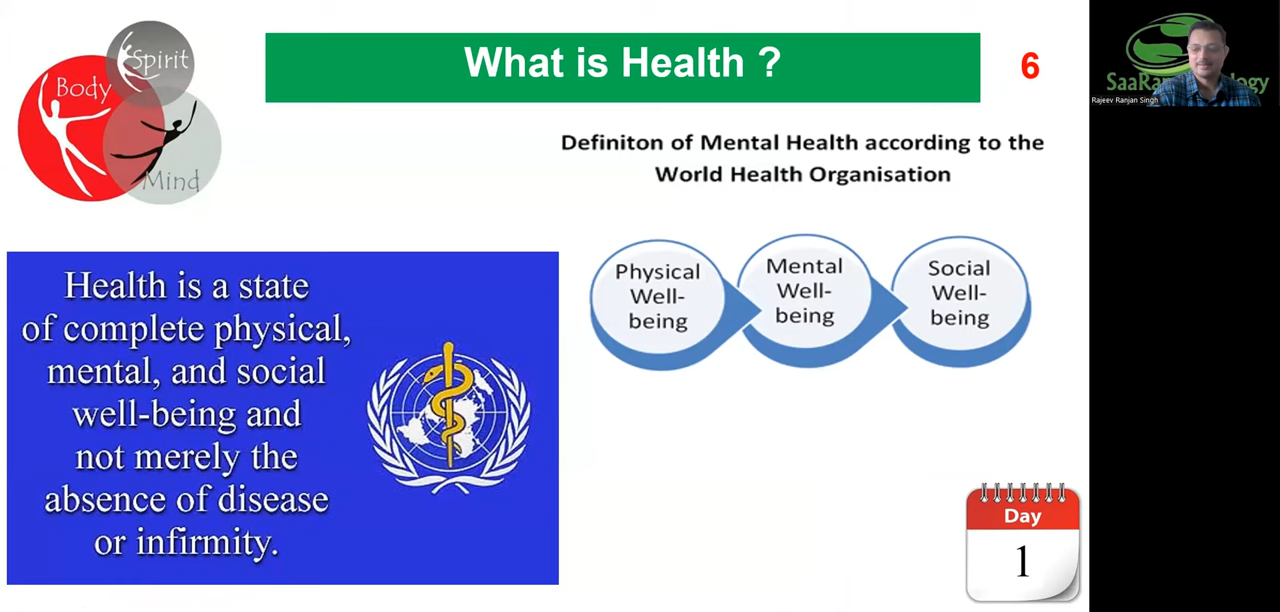 Spirit
Body
Mind
What is Health ?
6
Definiton of Mental Health according to the
World Health Organisation
Physical
Well-
being
Mental
Well-
being
Social
Well-
being
Health is a state
of complete physical,
mental, and social
well-being and
not merely the
absence of disease
or infirmity.
Day
1
Rajeev Ranjan Singh